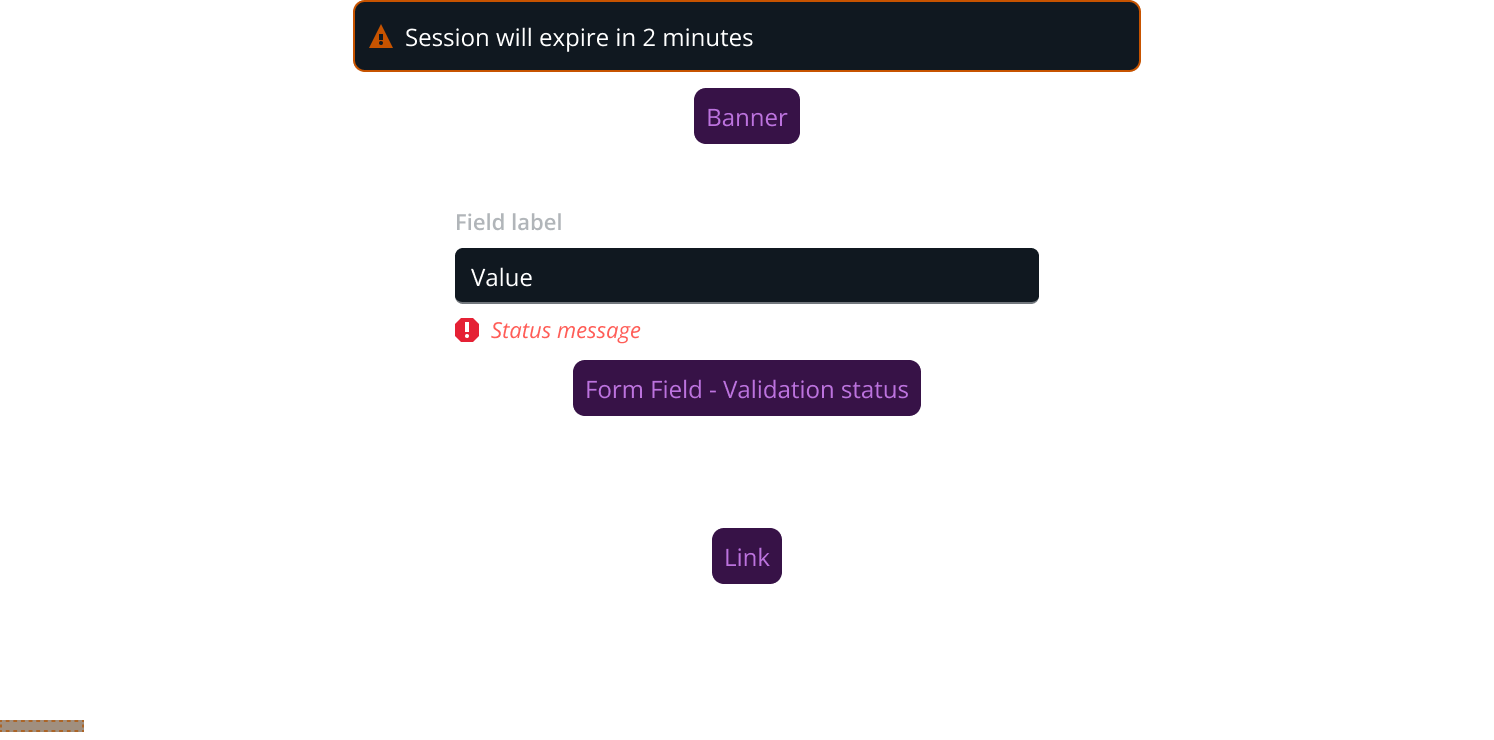 Session will expire in 2 minutes
Banner
Field label
Value
Status message
Form Field - Validation status
Link